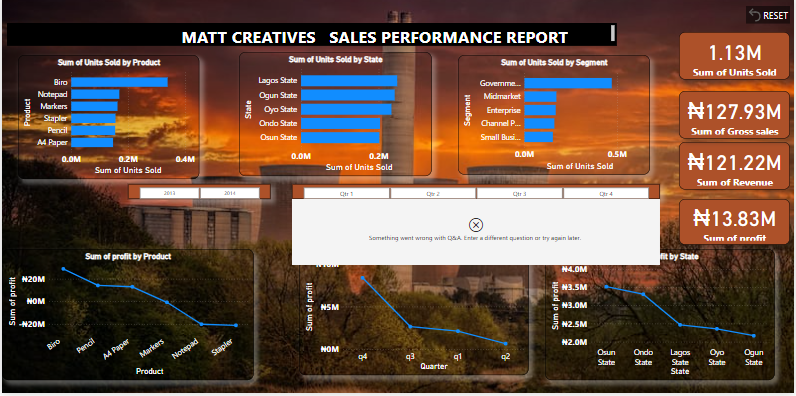 RESET
MATT CREATIVES SALES PERFORMANCE REPORT
Sum of Units Sold by Product
Product
Biro
Notepad
Markers
Stapler
Pencil
A4 Paper
0.0M 0.2M 0.4M
Sum of Units Sold
Sum of Units Sold by State
State
Lagos State
Ogun State
Oyo State
Ondo State
Osun State
0.0M 0.2M
Sum of Units Sold
Sum of Units Sold by Segment
Segment
Governme...
Midmarket
Enterprise
Channel P...
Small Busi...
0.0M 0.5M
Sum of Units Sold
1.13M
Sum of Units Sold
₦127.93M
Sum of Gross sales
₦121.22M
Sum of Revenue
₦13.83M
Sum of profit
2013 2014
Qtr 1 Qtr 2 Qtr 3 Qtr 4
Something went wrong with Q&A. Enter a different question or try again later.
Sum of profit by Product
Sum of profit
₦20M
₦0M
-₦20M
Biro Pencil A4 Paper Markers Notepad Stapler
Product
Sum of profit
₦10M
₦5M
₦0M
q4 q3 q1 q2
Quarter
fit by State
Sum of profit
₦4.0M
₦3.5M
₦3.0M
₦2.5M
₦2.0M
Osun Ondo Lagos Oyo Ogun
State State State State State
State